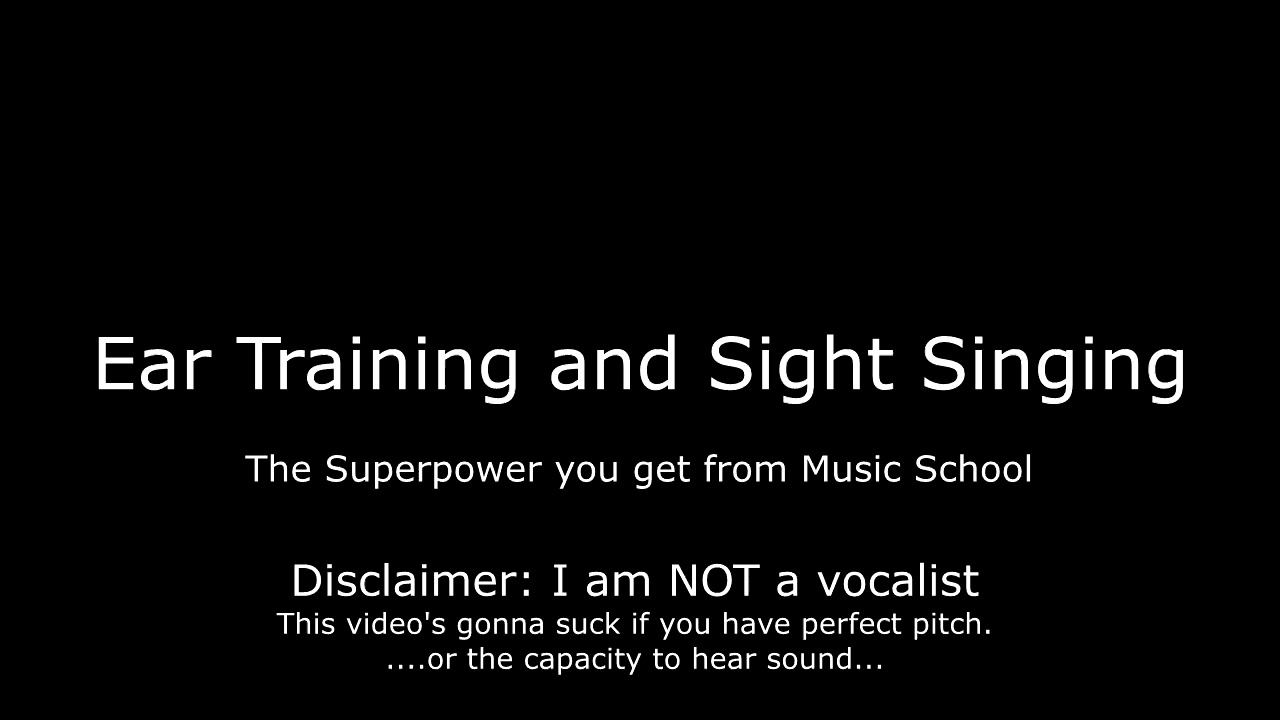 Ear Training and Sight Singing
The Superpower you get from Music School
Disclaimer: I am NOT a vocalist
This video's gonna suck if you have perfect pitch.
....or the capacity to hear sound...